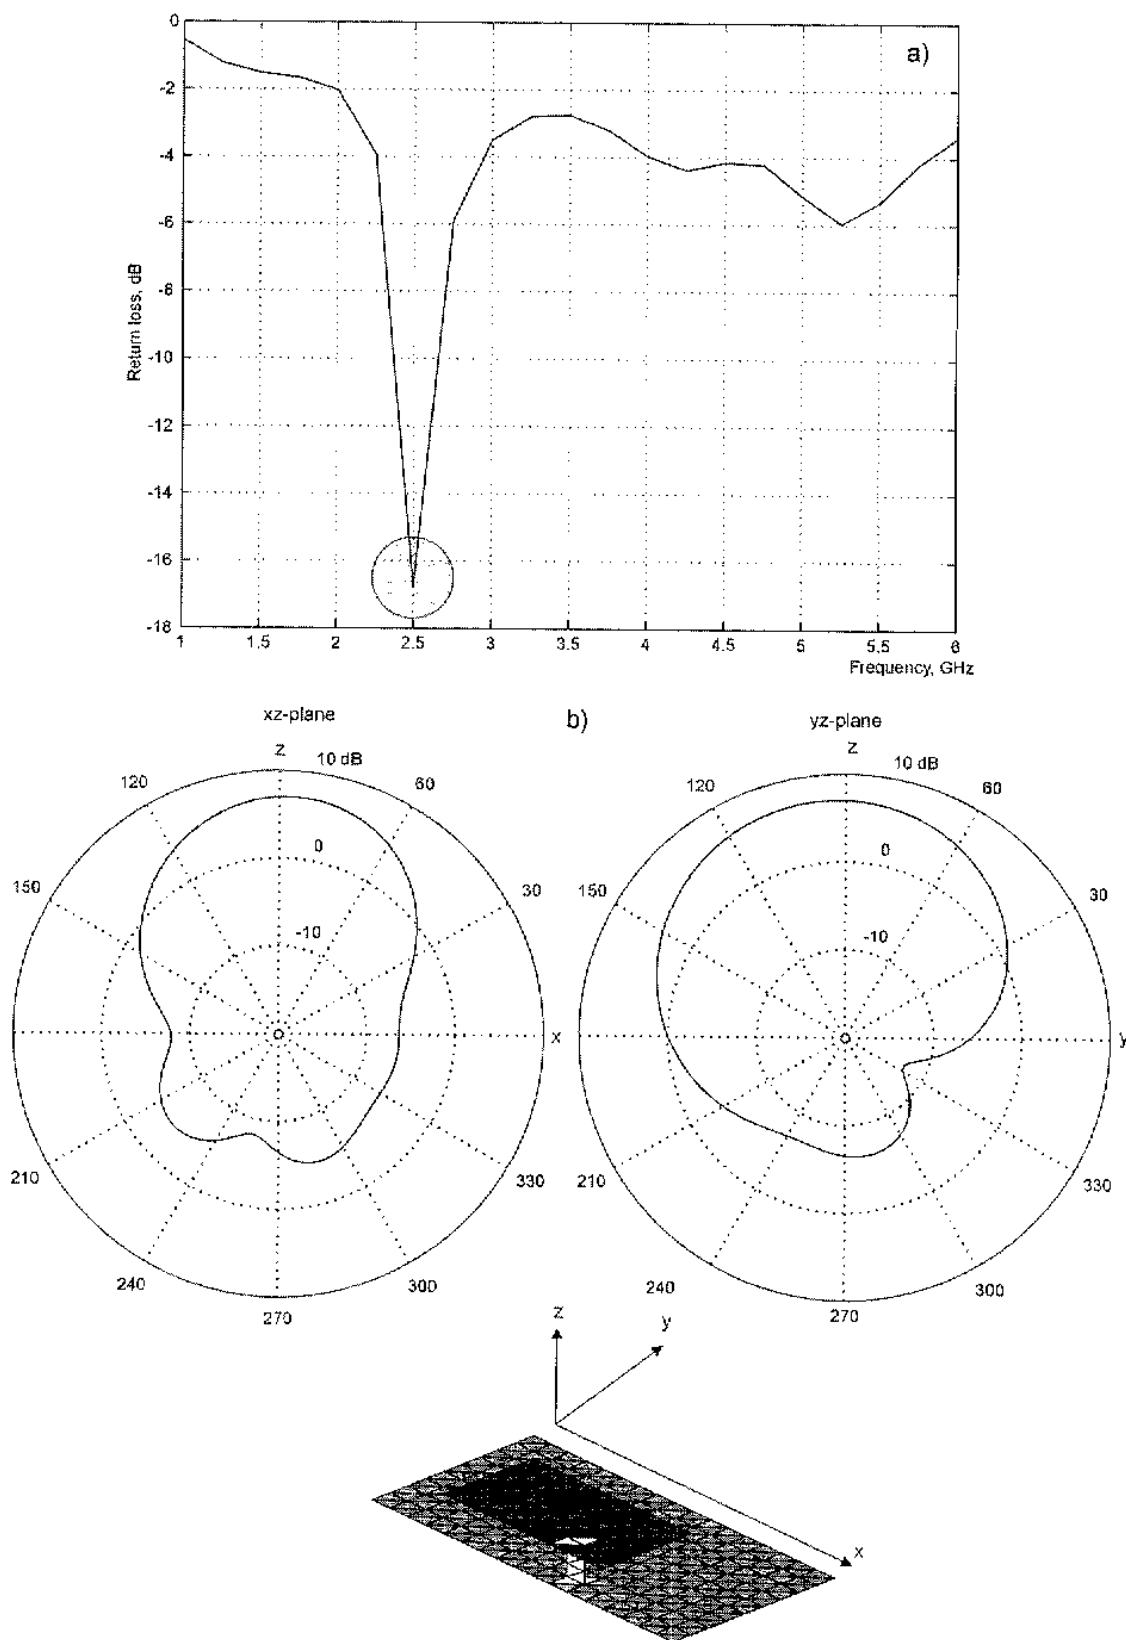 0
a)
-2
-4
-6
-8
-10
-12
-14
-16
-18
Return loss, dB
1 1.5 2 2.5 3 3.5 4 4.5 5 5.5 6
Frequency, GHz
xz-plane b) yz-plane
z z
10 dB 10 dB
120 60 120 60
0 0
150 30 150 30
-10 -10
x y
210 330 210 330
240 300 240 300
270 270
z y
x